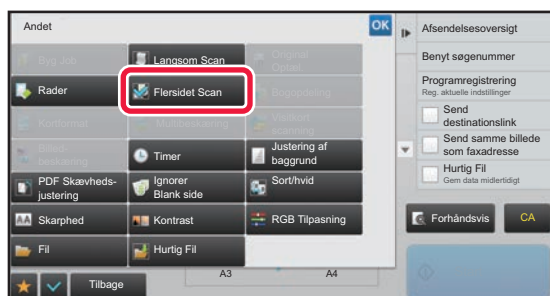 Andet
OK
Byg Job
Langsom Scan
Original
Optæl
Rader
Flersidet Scan
Bogopdeling
Kortformat
Multibeskæring
Visitkort
scanning
Billed-
beskæring
Timer
Justering af
baggrund
PDF Skævheds-
justering
Ignorer
Blank side
Sort/hvid
Skarphed
Kontrast
RGB Tilpasning
Fil
Hurtig Fil
Tilbage
A3
A4
Afsendelsesoversigt
Benyt søgenummer
Programregistrering
Reg. aktuelle indstillinger
Send
destinationslink
Send samme billede
som faxadresse
Hurtig Fil
Gem data midlertidigt
Forhåndsvis
CA